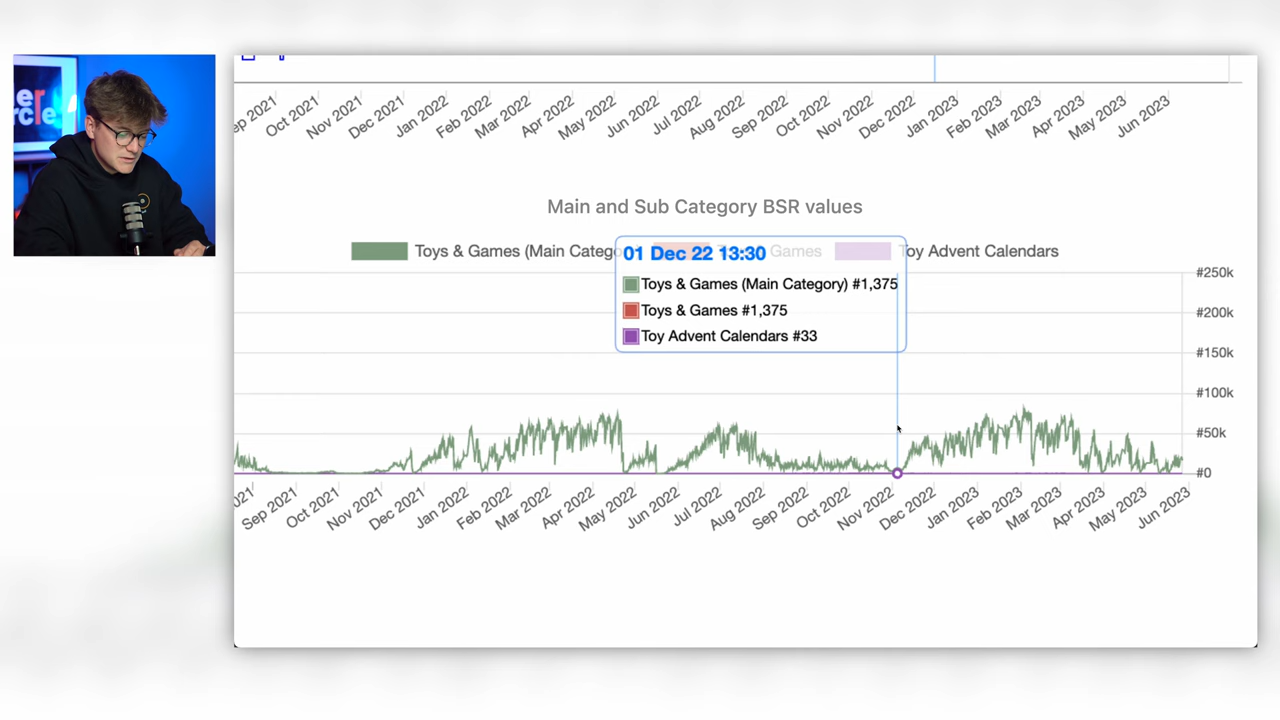 er
rcle
ep 2021 Oct 2021 Nov 2021 Dec 2021 Jan 2022 Feb 2022 Mar 2022 Apr 2022 May 2022 Jun 2022 Jul 2022 Aug 2022 Sep 2022 Oct 2022 Nov 2022 Dec 2022 Jan 2023 Feb 2023 Mar 2023 Apr 2023 May 2023 Jun 2023
Main and Sub Category BSR values
Toys & Games (Main Catego Games Toy Advent Calendars
01 Dec 22 13:30
Toys & Games (Main Category) #1,375
Toys & Games #1,375
Toy Advent Calendars #33
#250k
#200k
#150k
#100k
#50k
#0
021 Sep 2021 Oct 2021 Nov 2021 Dec 2021 Jan 2022 Feb 2022 Mar 2022 Apr 2022 May 2022 Jun 2022 Jul 2022 Aug 2022 Sep 2022 Oct 2022 Nov 2022 Dec 2022 Jan 2023 Feb 2023 Mar 2023 Apr 2023 May 2023 Jun 2023